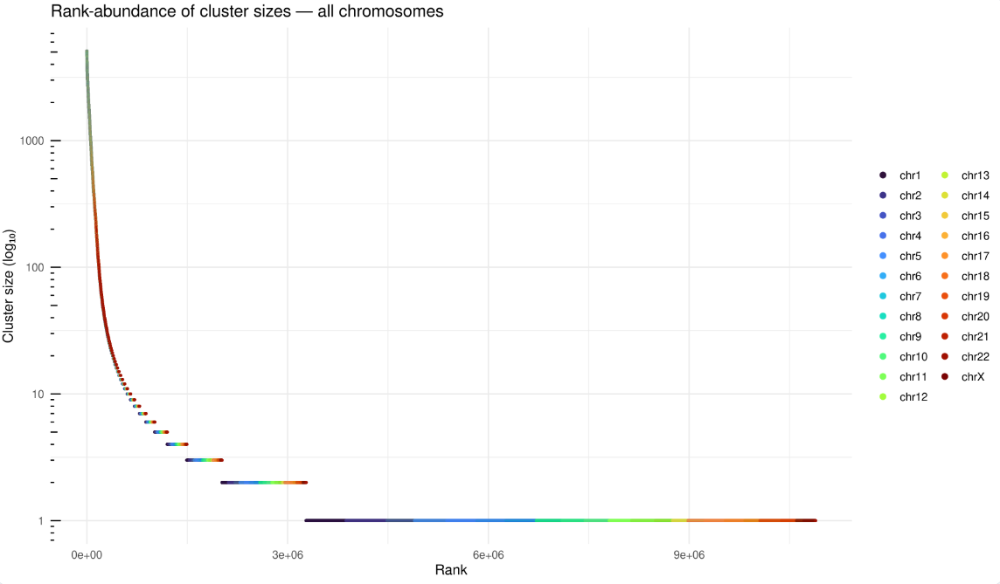 Rank-abundance of cluster sizes — all chromosomes
Cluster size (log₁₀)
1000
100
10
1
0e+00 3e+06 6e+06 9e+06
Rank
chr1 chr13
chr2 chr14
chr3 chr15
chr4 chr16
chr5 chr17
chr6 chr18
chr7 chr19
chr8 chr20
chr9 chr21
chr10 chr22
chr11 chrX
chr12